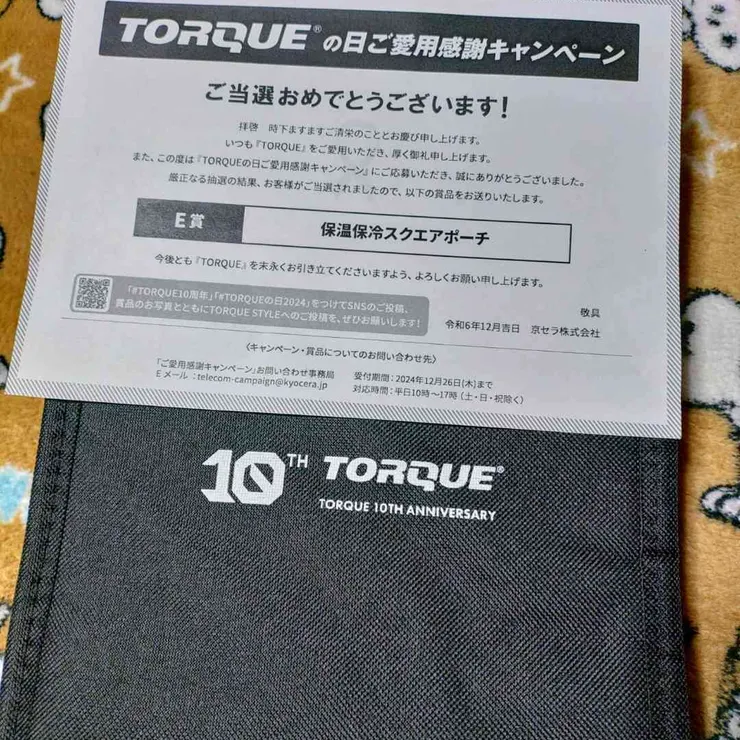 TORQUE®の日ご愛用感謝キャンペーン
ご当選おめでとうございます!
拝啓　時下ますますご清栄のこととお慶び申し上げます。
いつも『TORQUE』をご愛用いただき、厚く御礼申し上げます。
また、この度は『TORQUEの日ご愛用感謝キャンペーン』にご応募いただき、誠にありがとうございました。
厳正なる抽選の結果、お客様がご当選されましたので、以下の賞品をお送りいたします。
E賞　保温保冷スクエアポーチ
今後とも『TORQUE』を末永くお引き立てくださいますよう、よろしくお願い申し上げます。
「#TORQUE10周年」「#TORQUEの日2024」をつけてSNSのご投稿、
賞品のお写真とともにTORQUE STYLEへのご投稿を、ぜひお願いします!
敬具
令和6年12月吉日　京セラ株式会社
〈キャンペーン・賞品についてのお問い合わせ先〉
「ご愛用感謝キャンペーン」お問い合わせ事務局　受付期間：2024年12月26日(木)まで
Eメール：telecom-campaign@kyocera.jp　対応時間：平日10時～17時（土・日・祝除く）
10TH TORQUE®
TORQUE 10TH ANNIVERSARY